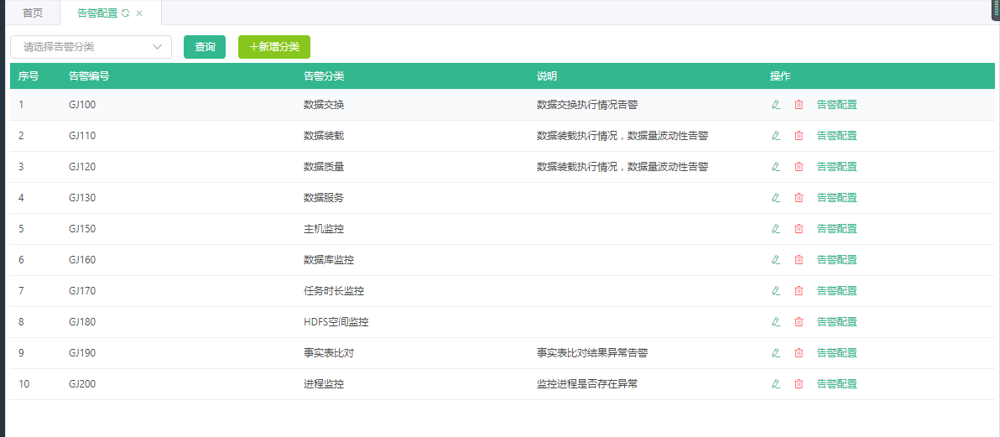 首页 告警配置
请选择告警分类 查询 +新增分类
序号 告警编号 告警分类 说明 操作
1 GJ100 数据交换 数据交换执行情况告警 告警配置
2 GJ110 数据装载 数据装载执行情况，数据量波动性告警 告警配置
3 GJ120 数据质量 数据装载执行情况，数据量波动性告警 告警配置
4 GJ130 数据服务 告警配置
5 GJ150 主机监控 告警配置
6 GJ160 数据库监控 告警配置
7 GJ170 任务时长监控 告警配置
8 GJ180 HDFS空间监控 告警配置
9 GJ190 事实表比对 事实表比对结果异常告警 告警配置
10 GJ200 进程监控 监控进程是否存在异常 告警配置